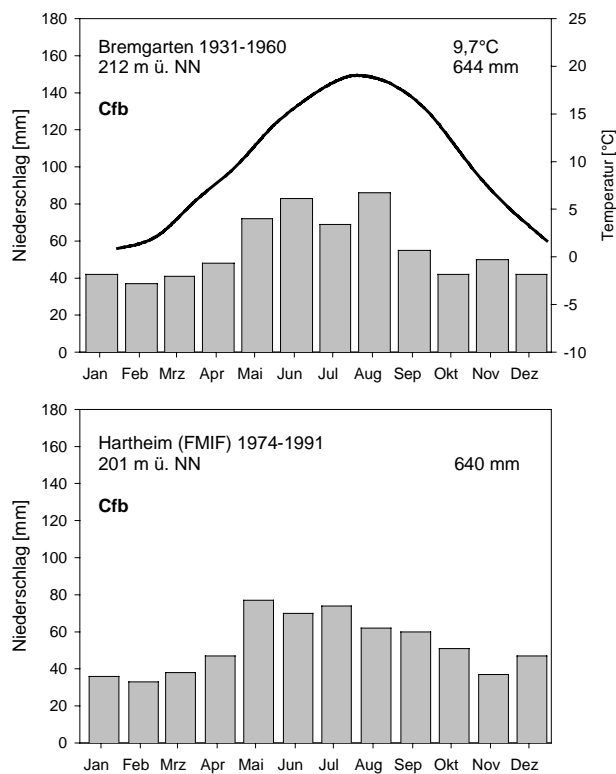 180
160
140
120
100
80
60
40
20
0
Niederschlag [mm]
Bremgarten 1931-1960 9,7°C
212 m ü. NN 644 mm
Cfb
25
20
15
10
5
0
-5
-10
Temperatur [°C]
Jan Feb Mrz Apr Mai Jun Jul Aug Sep Okt Nov Dez
180
160
140
120
100
80
60
40
20
0
Niederschlag [mm]
Hartheim (FMIF) 1974-1991
201 m ü. NN 640 mm
Cfb
Jan Feb Mrz Apr Mai Jun Jul Aug Sep Okt Nov Dez